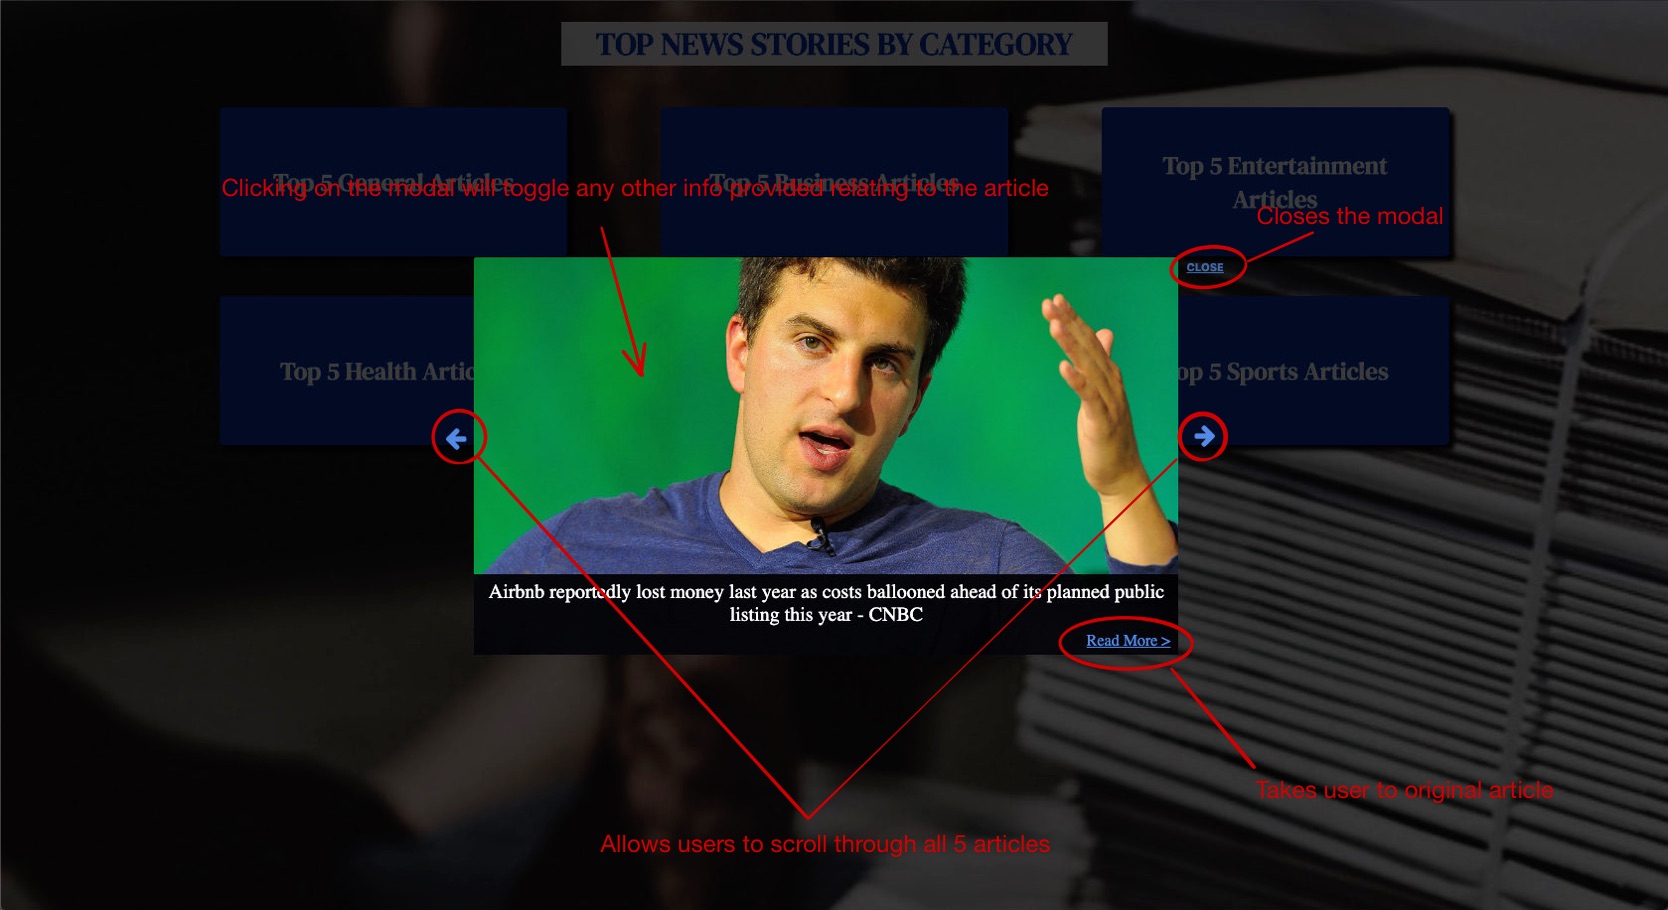 TOP NEWS STORIES BY CATEGORY
Top 5 General Articles
Top 5 Business Articles
Top 5 Entertainment
Articles
Clicking on the modal will toggle any other info provided relating to the article
Closes the modal
CLOSE
Top 5 Health Artic
op 5 Sports Articles
Airbnb reportedly lost money last year as costs ballooned ahead of its planned public
listing this year - CNBC
Read More >
Takes user to original article
Allows users to scroll through all 5 articles